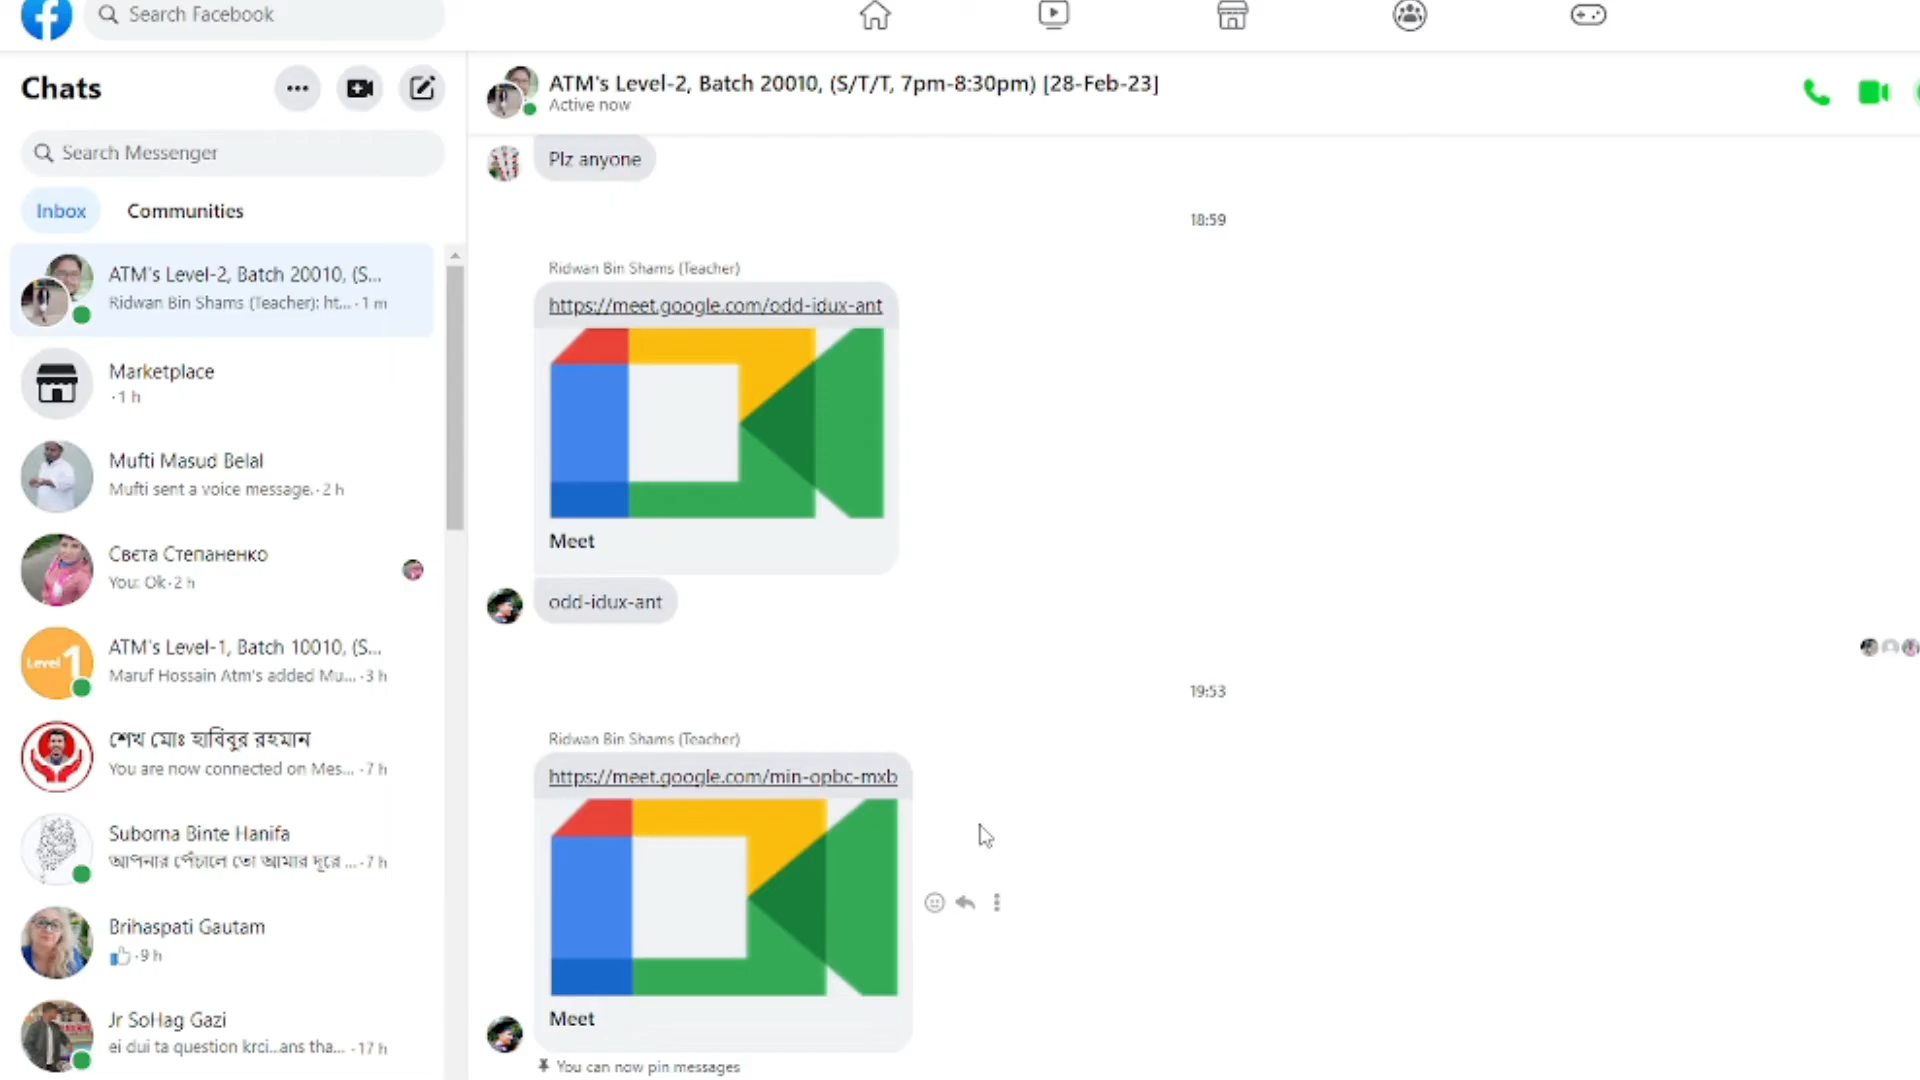 Search Facebook
Chats
Search Messenger
Inbox
Communities
ATM's Level-2, Batch 20010, (S...
Ridwan Bin Shams (Teacher): ht... · 1 m
Marketplace
· 1 h
Mufti Masud Belal
Mufti sent a voice message. · 2 h
Света Степаненко
You: Ok · 2 h
Level 1
ATM's Level-1, Batch 10010, (S...
Maruf Hossain Atm's added Mu... · 3 h
শেখ মোঃ হাবিবুর রহমান
You are now connected on Mes... · 7 h
Suborna Binte Hanifa
আপনার পেঁচালে তো আমার দূরে ... · 7 h
Brihaspati Gautam
· 9 h
Jr SoHag Gazi
ei dui ta question krci..ans tha... · 17 h
ATM's Level-2, Batch 20010, (S/T/T, 7pm-8:30pm) [28-Feb-23]
Active now
Plz anyone
18:59
Ridwan Bin Shams (Teacher)
https://meet.google.com/odd-idux-ant
Meet
odd-idux-ant
19:53
Ridwan Bin Shams (Teacher)
https://meet.google.com/min-opbc-mxb
Meet
You can now pin messages